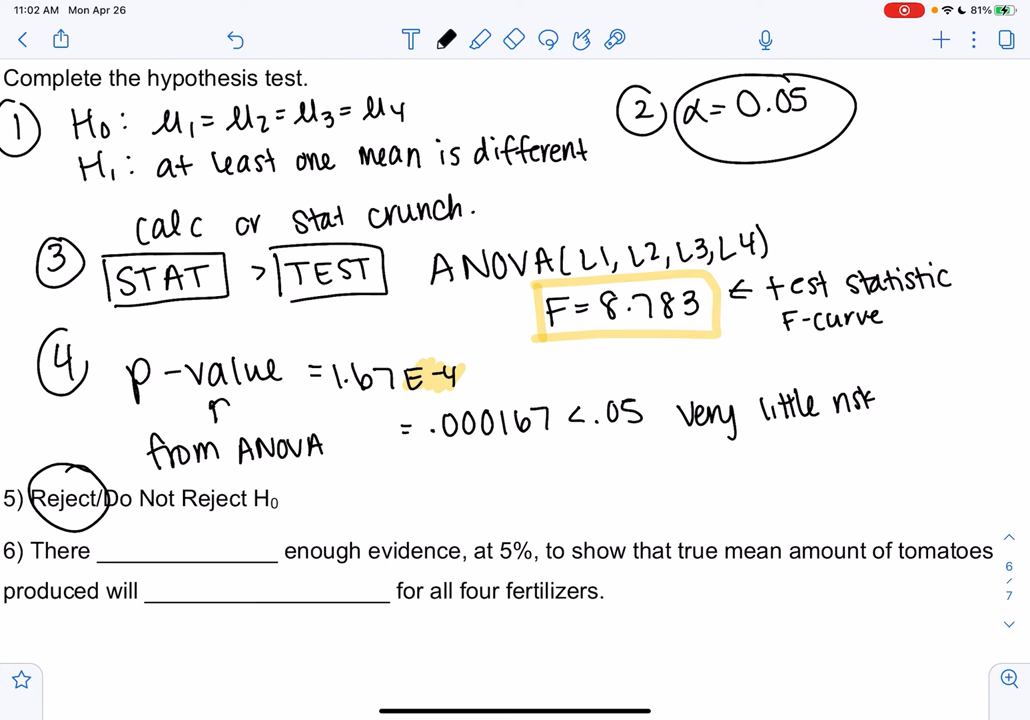 11:02 AM Mon Apr 26 81%
T
Complete the hypothesis test.
1 H0: μ1 = μ2 = μ3 = μ4
2 α = 0.05
H1: at least one mean is different
calc or Stat crunch.
3 STAT > TEST ANOVA(L1, L2, L3, L4)
F = 8.783 ← test statistic
F-curve
4 p-value = 1.67 E-4
= .000167 < .05 very little risk
from ANOVA
5) Reject/Do Not Reject H0
6) There ______________ enough evidence, at 5%, to show that true mean amount of tomatoes
produced will ___________________ for all four fertilizers.
6
/
7